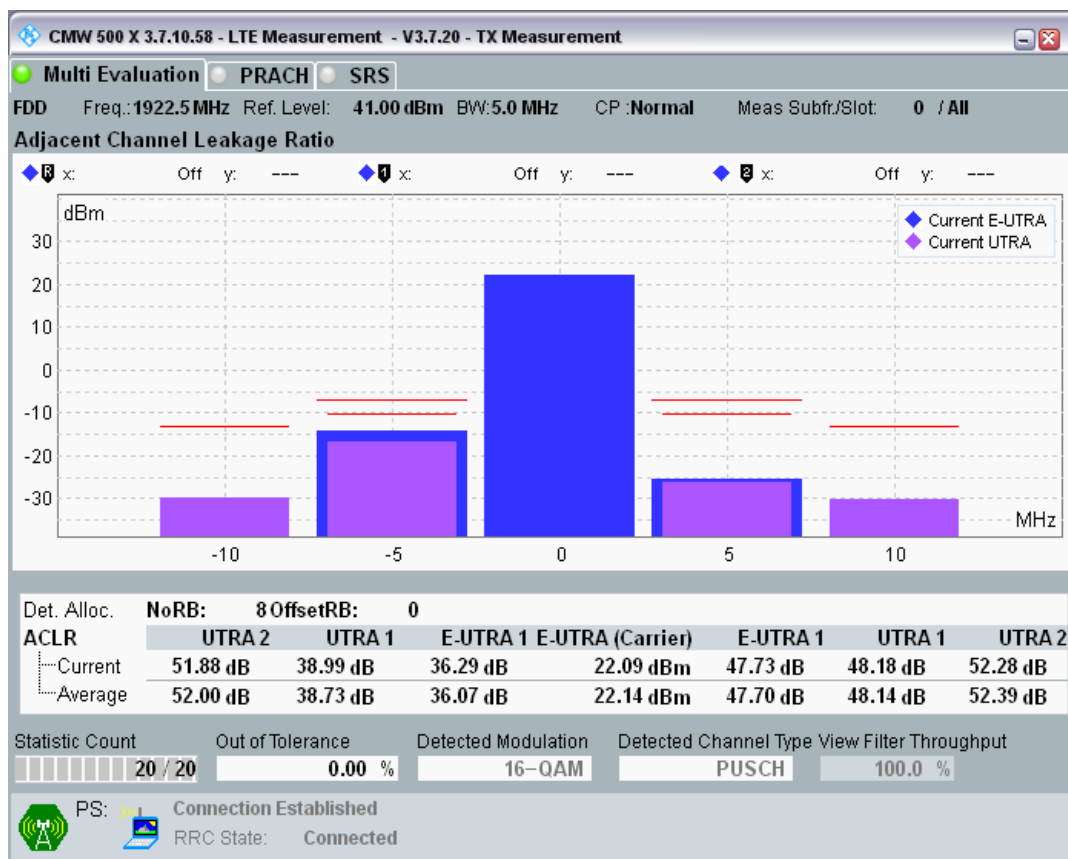 CMW 500 X 3.7.10.58 - LTE Measurement - V3.7.20 - TX Measurement
Multi Evaluation PRACH SRS
FDD Freq.: 1922.5 MHz Ref. Level: 41.00 dBm BW: 5.0 MHz CP : Normal Meas Subfr./Slot: 0 / All
Adjacent Channel Leakage Ratio
R x: Off y: --- 1 x: Off y: --- 2 x: Off y: ---
dBm
Current E-UTRA
Current UTRA
30
20
10
0
-10
-20
-30
MHz
-10 -5 0 5 10
Det. Alloc. NoRB: 8 OffsetRB: 0
ACLR UTRA 2 UTRA 1 E-UTRA 1 E-UTRA (Carrier) E-UTRA 1 UTRA 1 UTRA 2
Current 51.88 dB 38.99 dB 36.29 dB 22.09 dBm 47.73 dB 48.18 dB 52.28 dB
Average 52.00 dB 38.73 dB 36.07 dB 22.14 dBm 47.70 dB 48.14 dB 52.39 dB
Statistic Count Out of Tolerance Detected Modulation Detected Channel Type View Filter Throughput
20 / 20 0.00 % 16-QAM PUSCH 100.0 %
PS: Connection Established
RRC State: Connected